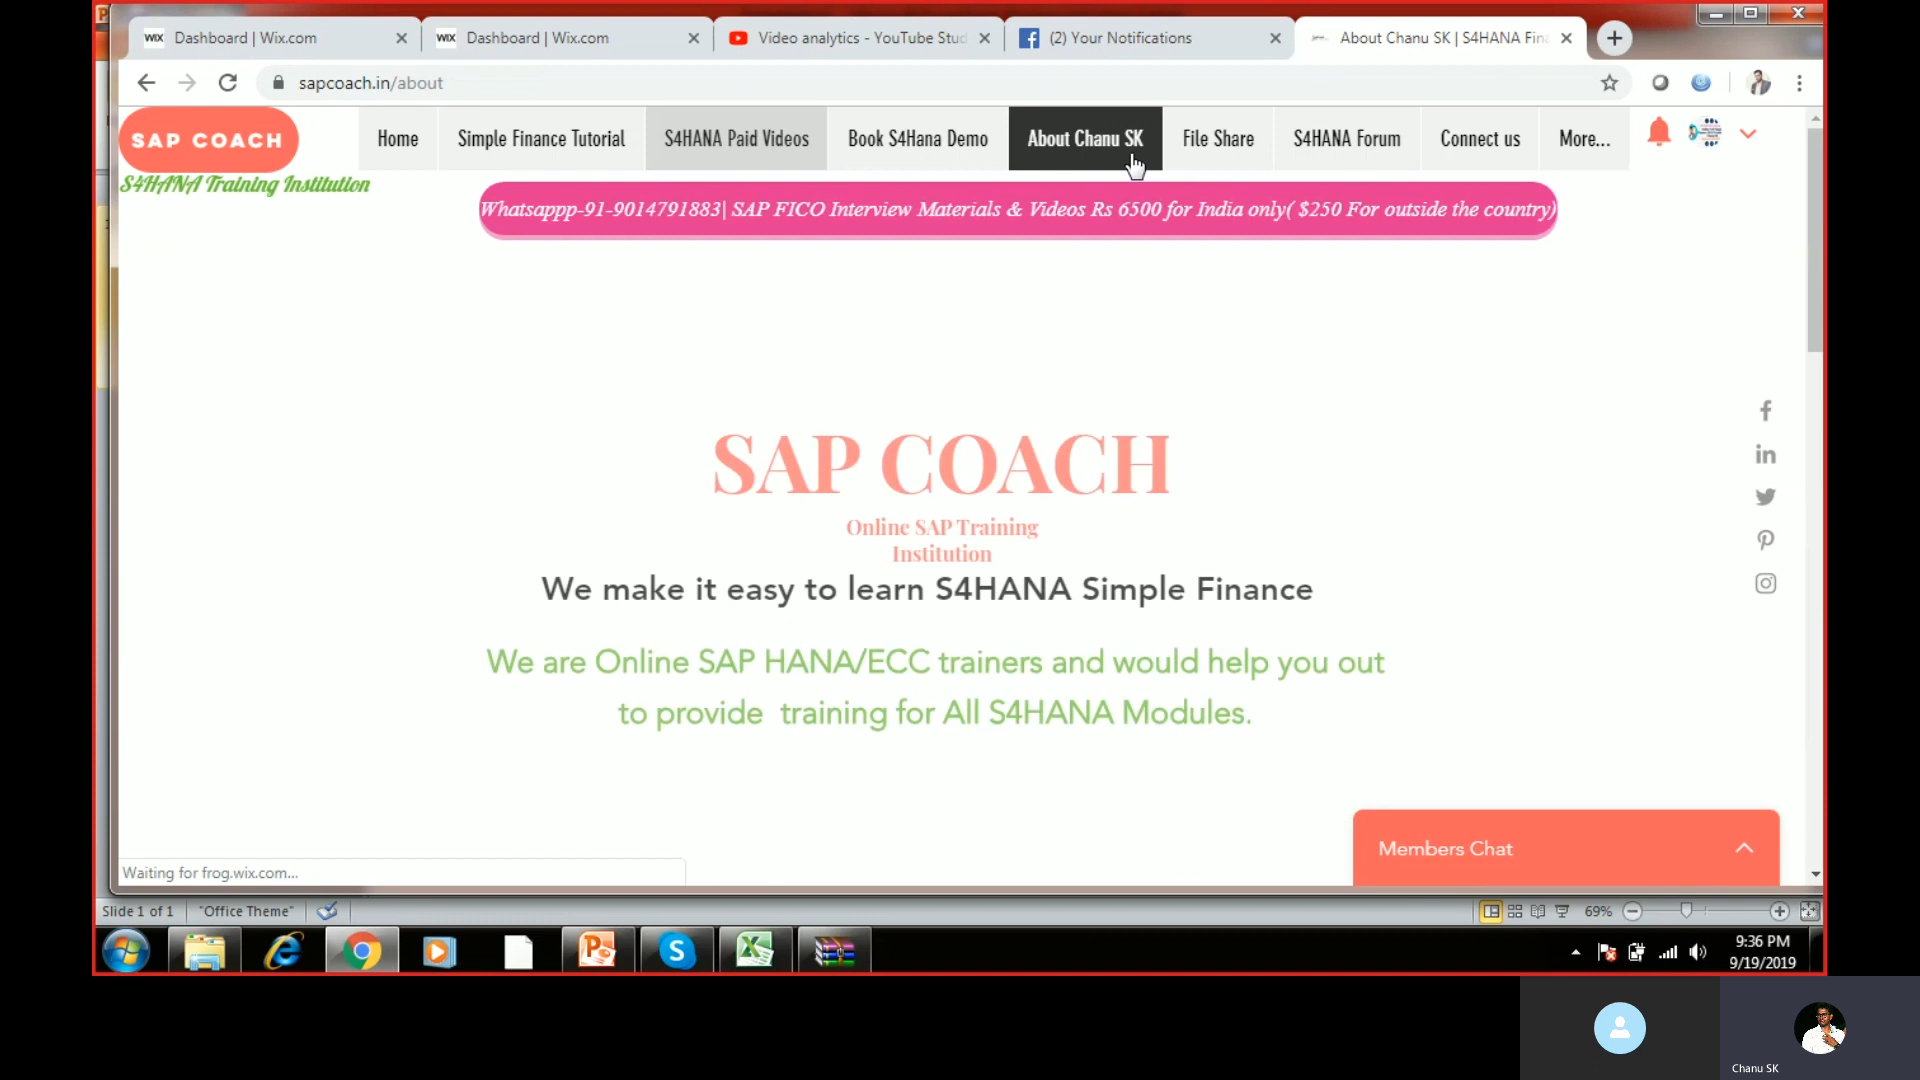 Dashboard | Wix.com
Dashboard | Wix.com
Video analytics - YouTube Stud
(2) Your Notifications
About Chanu SK | S4HANA Fin
sapcoach.in/about
SAP COACH
S4HANA Training Institution
Home
Simple Finance Tutorial
S4HANA Paid Videos
Book S4Hana Demo
About Chanu SK
File Share
S4HANA Forum
Connect us
More...
Whatsappp-91-9014791883| SAP FICO Interview Materials & Videos Rs 6500 for India only( $250 For outside the country)
SAP COACH
Online SAP Training
Institution
We make it easy to learn S4HANA Simple Finance
We are Online SAP HANA/ECC trainers and would help you out
to provide training for All S4HANA Modules.
Members Chat
Waiting for frog.wix.com...
Slide 1 of 1
"Office Theme"
69%
9:36 PM
9/19/2019
Chanu SK